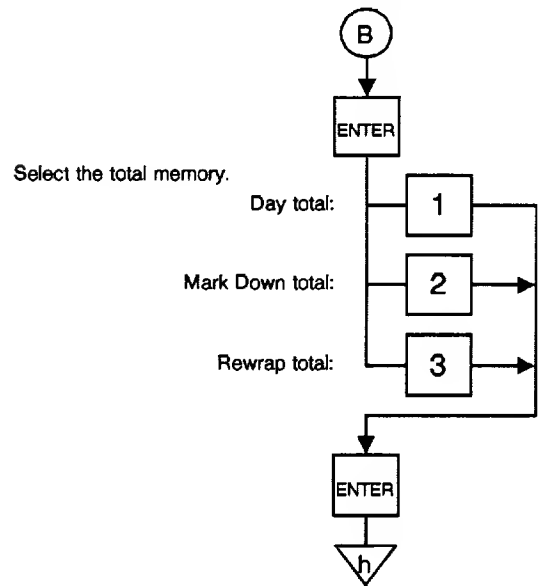 B
ENTER
Select the total memory.
Day total: 1
Mark Down total: 2
Rewrap total: 3
ENTER
h